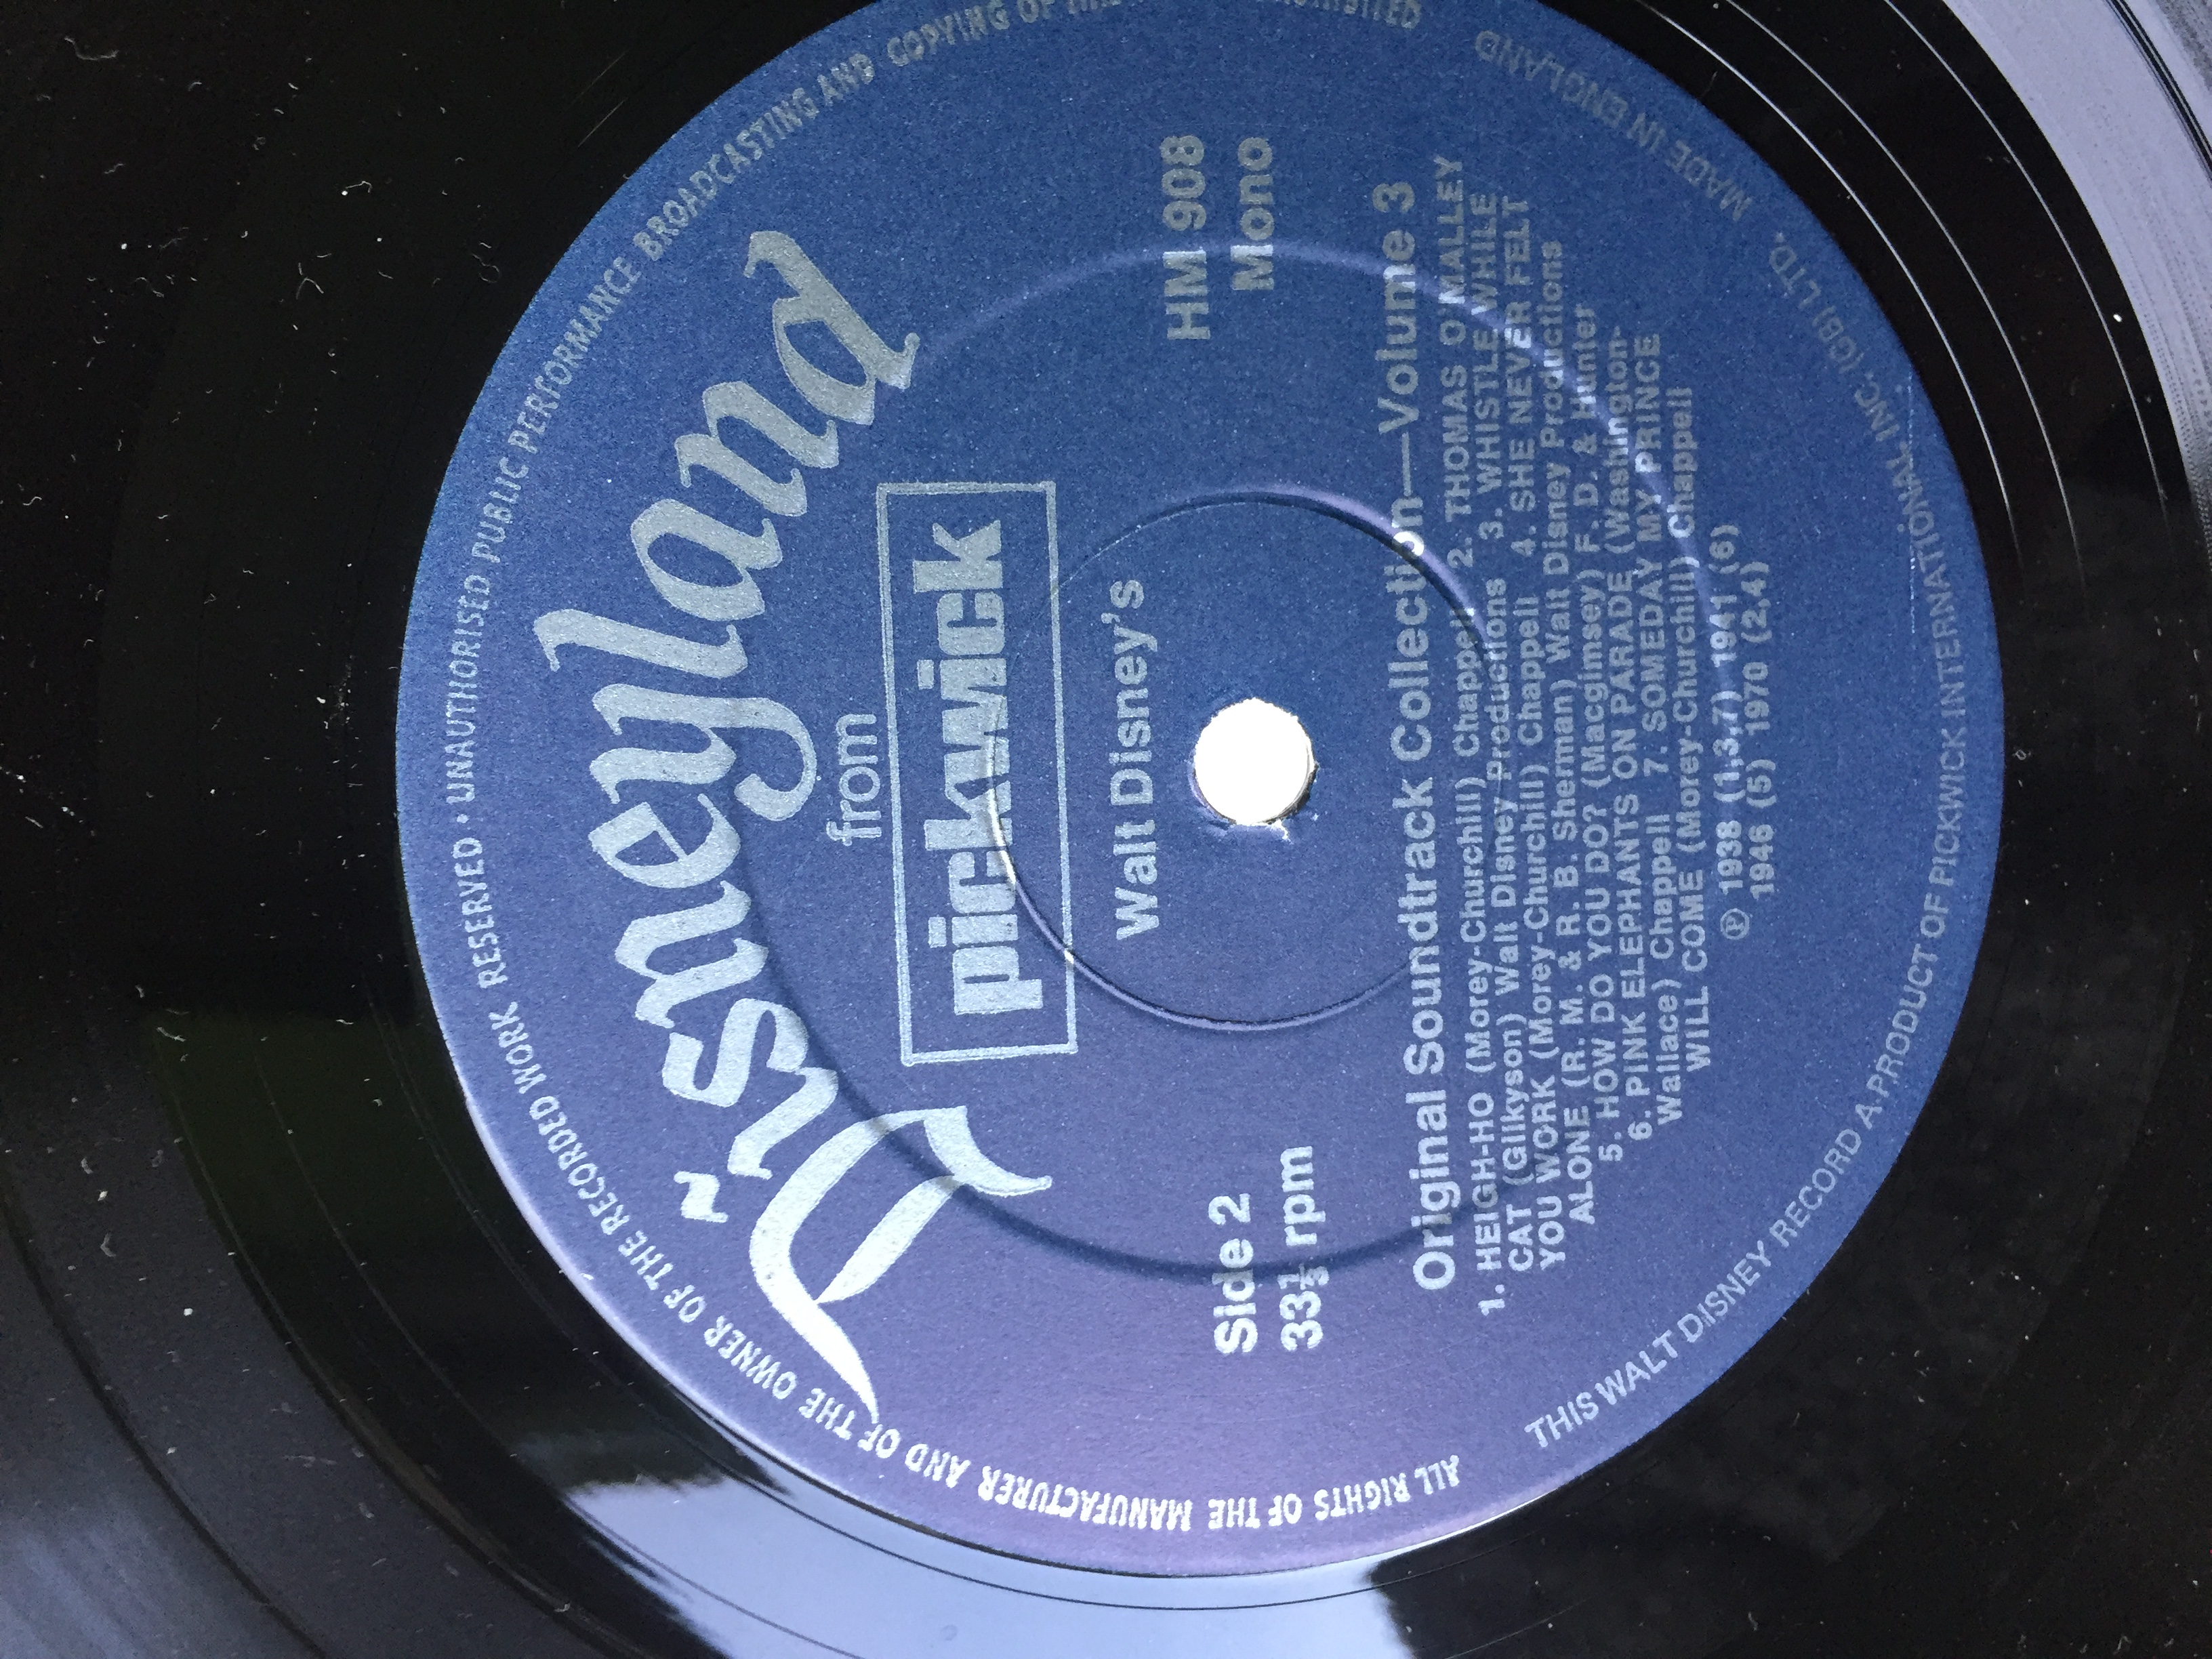 Disneyland
from
pickwick
Walt Disney's
HM 908
Mono
Side 2
33⅓ rpm
Original Soundtrack Collection—Volume 3
1. HEIGH-HO (Morey-Churchill) Chappell 2. THOMAS O'MALLEY
CAT (Gilkyson) Walt Disney Productions 3. WHISTLE WHILE
YOU WORK (Morey-Churchill) Chappell 4. SHE NEVER FELT
ALONE (R. M. & R. B. Sherman) Walt Disney Productions
5. HOW DO YOU DO? (Macgimsey) F. D. & Hunter
6. PINK ELEPHANTS ON PARADE (Washington-
Wallace) Chappell 7. SOMEDAY MY PRINCE
WILL COME (Morey-Churchill) Chappell
℗ 1938 (1,3,7) 1941 (6)
1946 (5) 1970 (2,4)
ALL RIGHTS OF THE MANUFACTURER AND OF THE OWNER OF THE RECORDED WORK RESERVED · UNAUTHORISED PUBLIC PERFORMANCE BROADCASTING AND COPYING OF
THIS WALT DISNEY RECORD A PRODUCT OF PICKWICK INTERNATIONAL INC. (GB) LTD. MADE IN ENGLAND